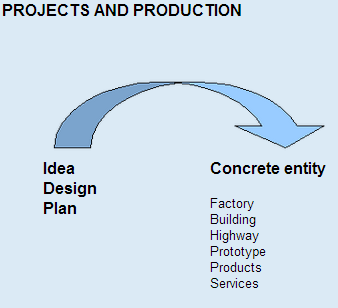 PROJECTS AND PRODUCTION
Idea
Design
Plan
Concrete entity
Factory
Building
Highway
Prototype
Products
Services